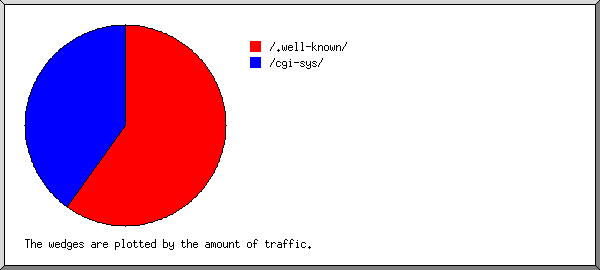 /.well-known/
/cgi-sys/
The wedges are plotted by the amount of traffic.